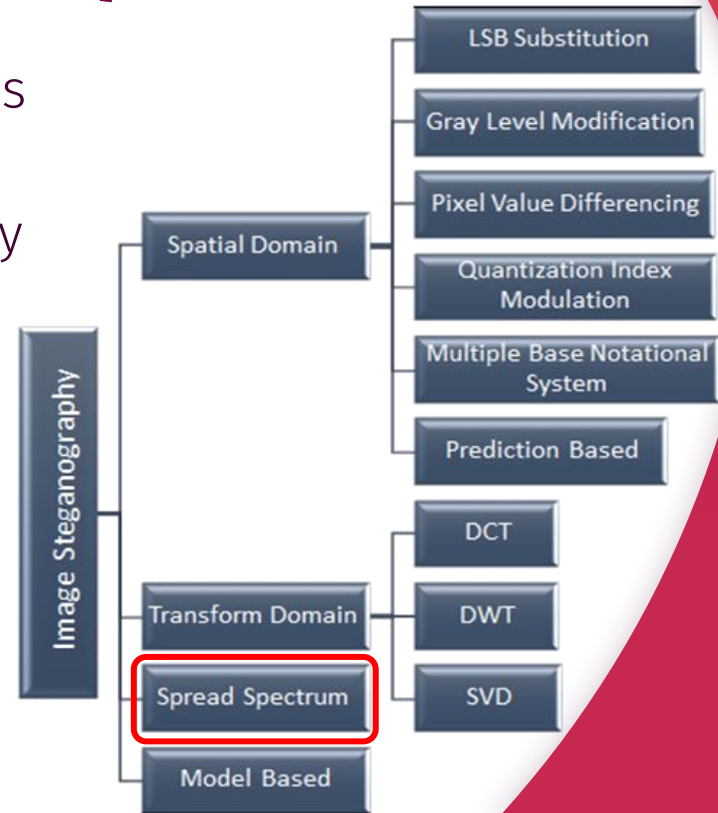 s
y
Image Steganography
Spatial Domain
LSB Substitution
Gray Level Modification
Pixel Value Differencing
Quantization Index
Modulation
Multiple Base Notational
System
Prediction Based
Transform Domain
DCT
DWT
SVD
Spread Spectrum
Model Based